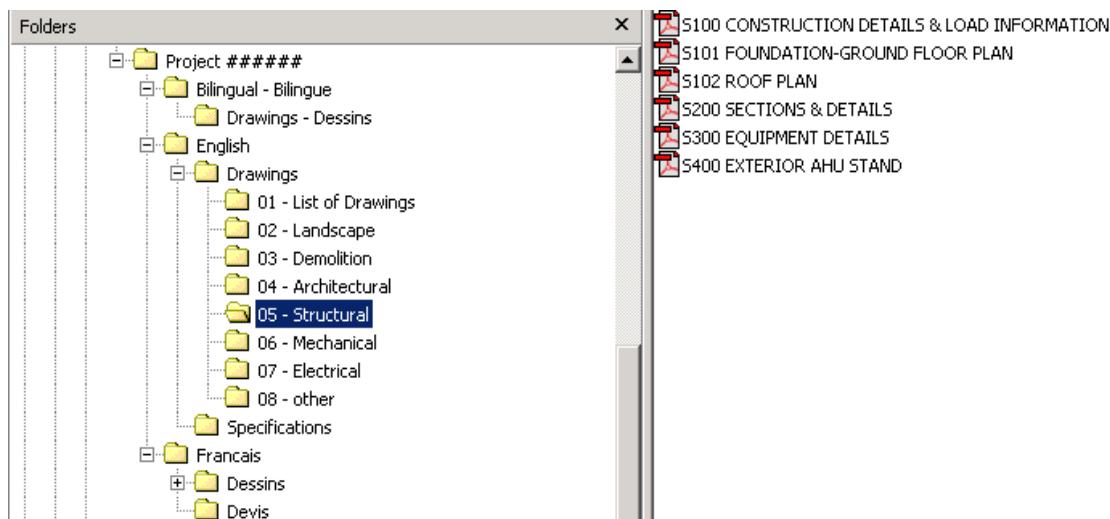 Folders
Project ######
Bilingual - Bilingue
Drawings - Dessins
English
Drawings
01 - List of Drawings
02 - Landscape
03 - Demolition
04 - Architectural
05 - Structural
06 - Mechanical
07 - Electrical
08 - other
Specifications
Francais
Dessins
Devis
S100 CONSTRUCTION DETAILS & LOAD INFORMATION
S101 FOUNDATION-GROUND FLOOR PLAN
S102 ROOF PLAN
S200 SECTIONS & DETAILS
S300 EQUIPMENT DETAILS
S400 EXTERIOR AHU STAND